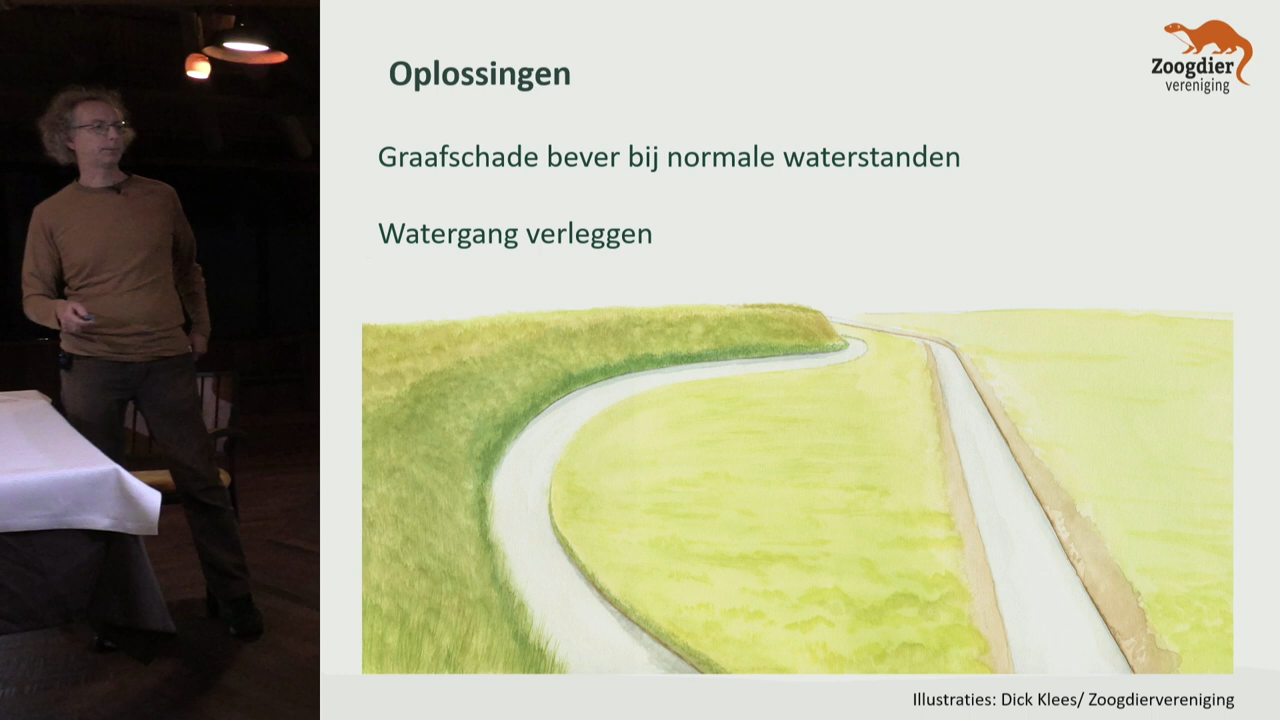 Oplossingen
Zoogdier
vereniging
Graafschade bever bij normale waterstanden
Watergang verleggen
Illustraties: Dick Klees/ Zoogdiervereniging